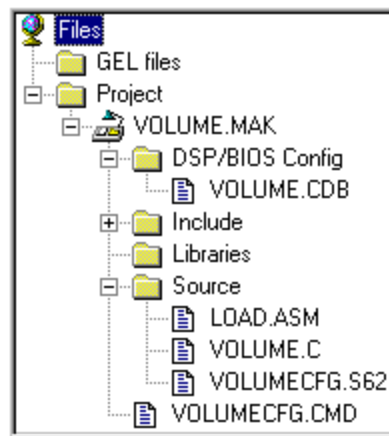 Files
GEL files
Project
VOLUME.MAK
DSP/BIOS Config
VOLUME.CDB
Include
Libraries
Source
LOAD.ASM
VOLUME.C
VOLUMECFG.S62
VOLUMECFG.CMD